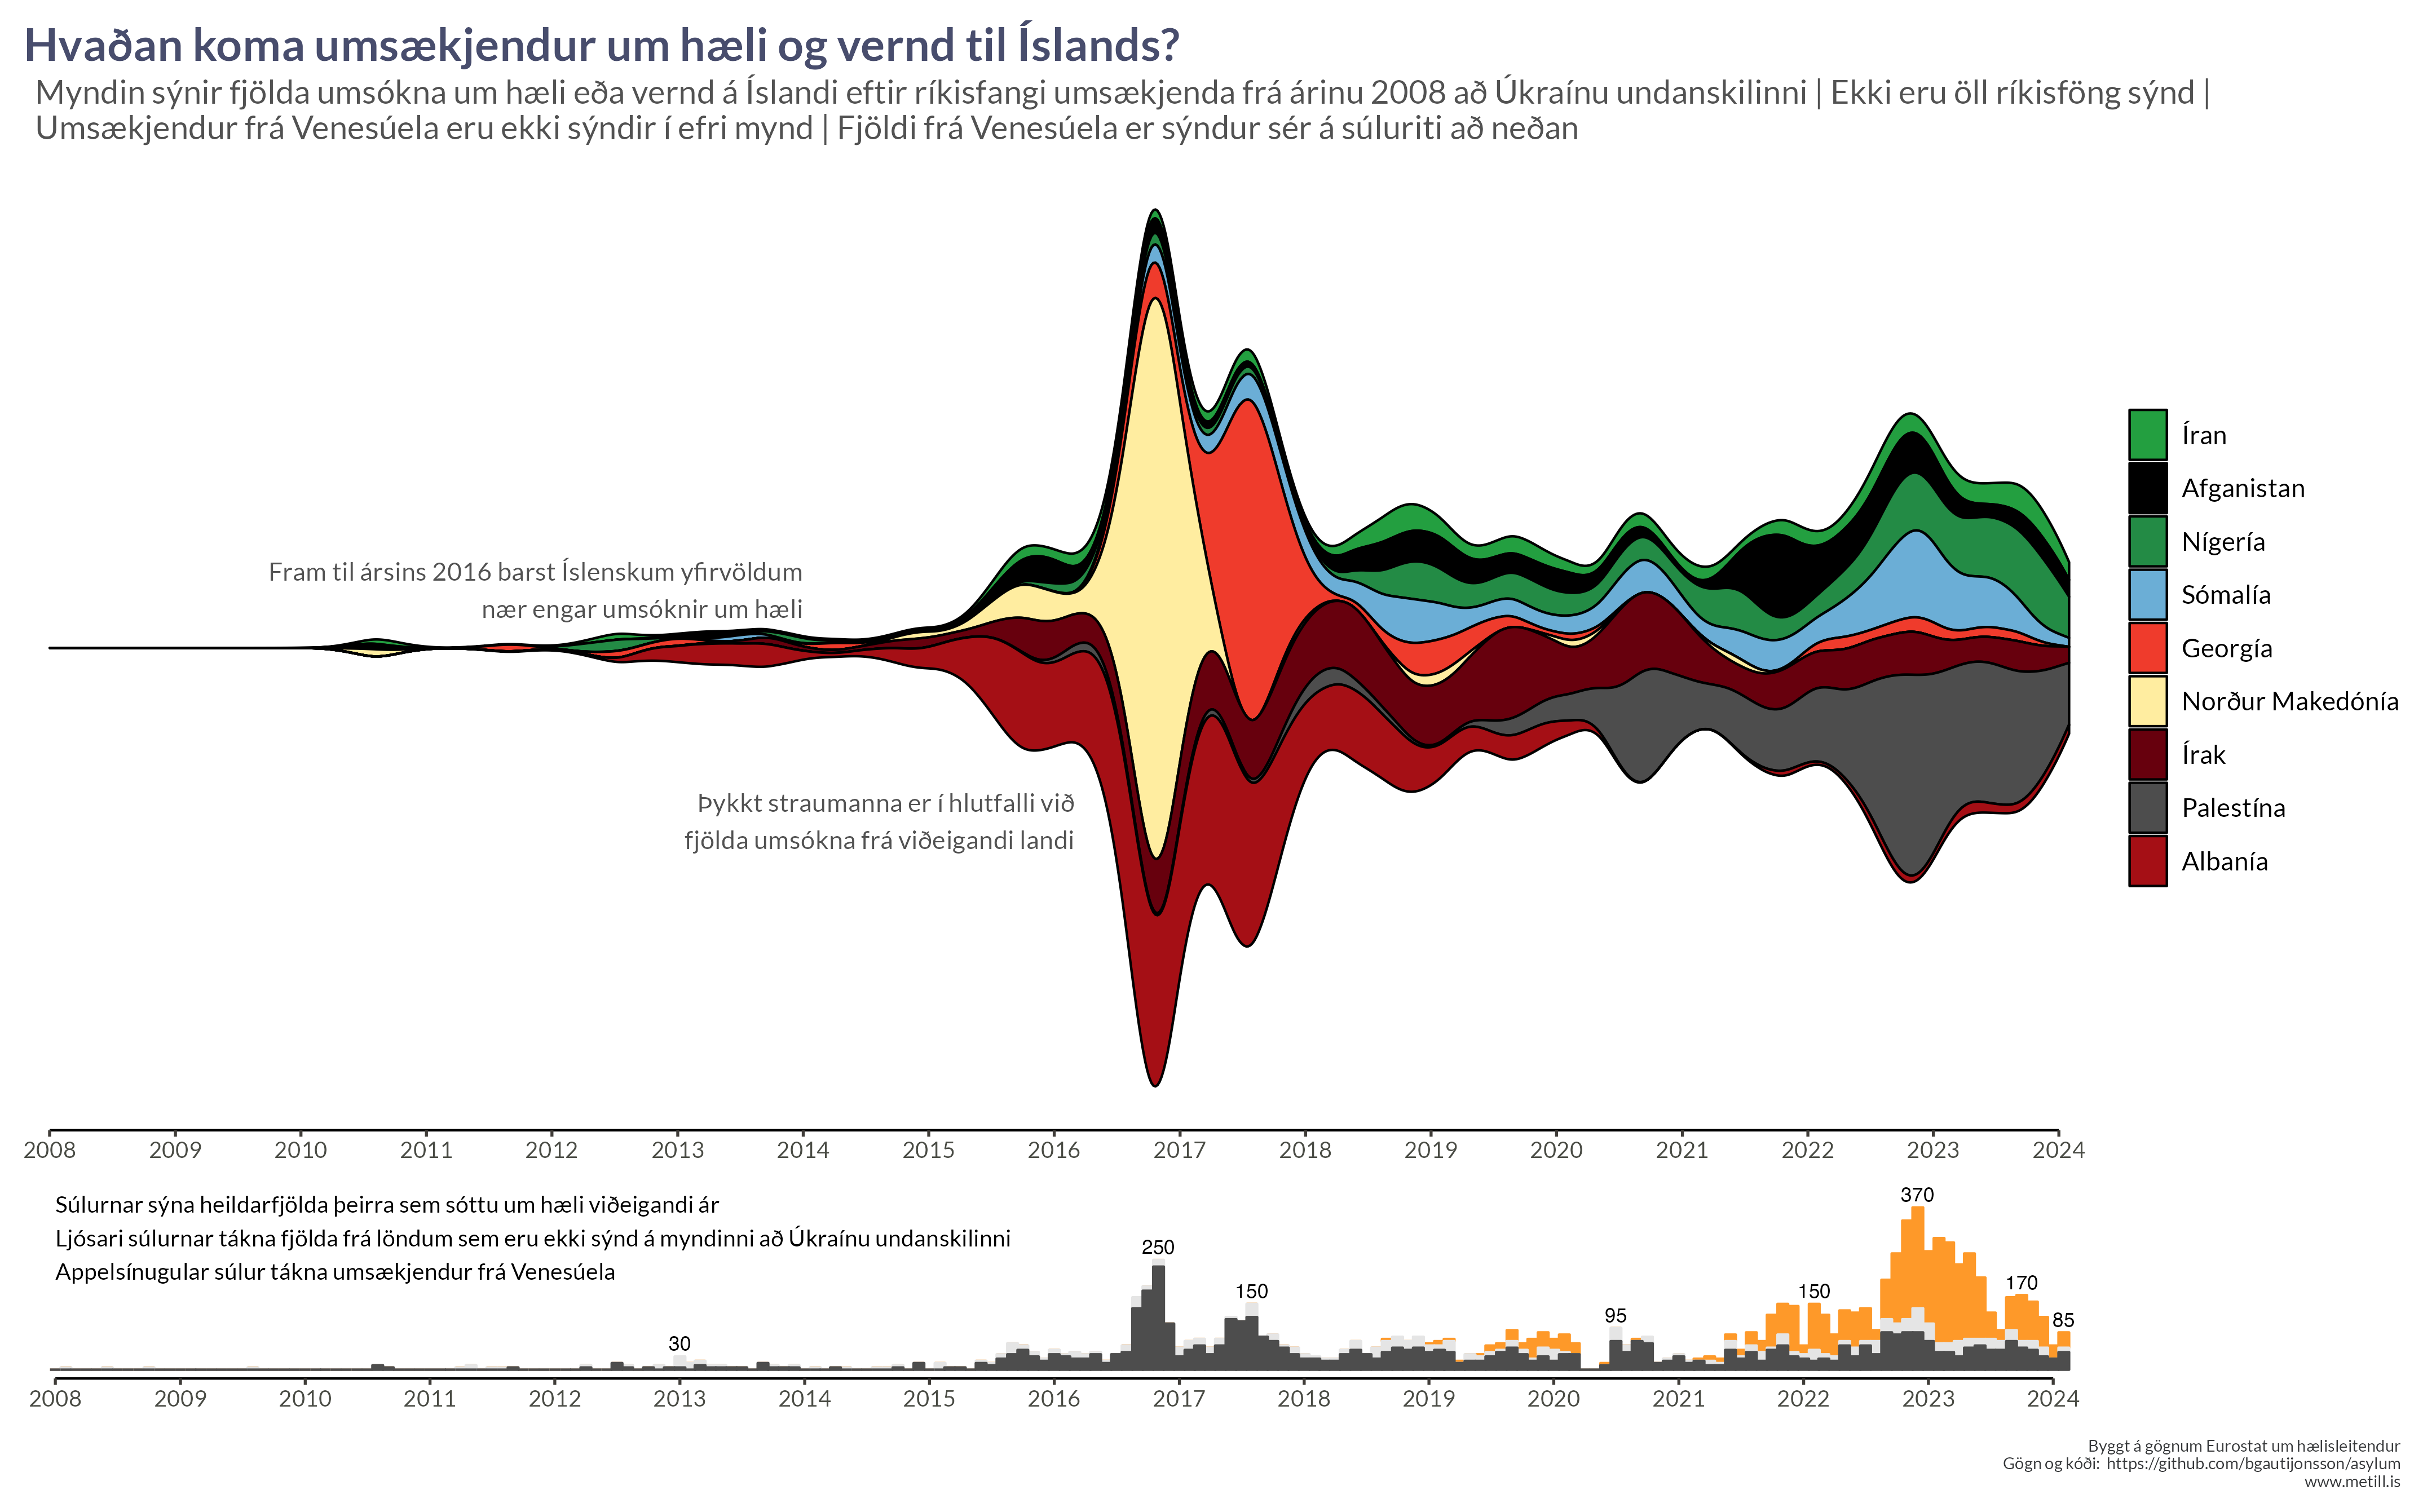 Hvaðan koma umsækjendur um hæli og vernd til Íslands?
Myndin sýnir fjölda umsókna um hæli eða vernd á Íslandi eftir ríkisfangi umsækjenda frá árinu 2008 að Úkraínu undanskilinni | Ekki eru öll ríkisföng sýnd |
Umsækjendur frá Venesúela eru ekki sýndir í efri mynd | Fjöldi frá Venesúela er sýndur sér á súluriti að neðan
Fram til ársins 2016 barst Íslenskum yfirvöldum
nær engar umsóknir um hæli
Þykkt straumanna er í hlutfalli við
fjölda umsókna frá viðeigandi landi
Íran
Afganistan
Nígería
Sómalía
Georgía
Norður Makedónía
Írak
Palestína
Albanía
2008 2009 2010 2011 2012 2013 2014 2015 2016 2017 2018 2019 2020 2021 2022 2023 2024
Súlurnar sýna heildarfjölda þeirra sem sóttu um hæli viðeigandi ár
Ljósari súlurnar tákna fjölda frá löndum sem eru ekki sýnd á myndinni að Úkraínu undanskilinni
Appelsínugular súlur tákna umsækjendur frá Venesúela
30 250 150 95 150 370 170 85
2008 2009 2010 2011 2012 2013 2014 2015 2016 2017 2018 2019 2020 2021 2022 2023 2024
Byggt á gögnum Eurostat um hælisleitendur
Gögn og kóði: https://github.com/bgautijonsson/asylum
www.metill.is